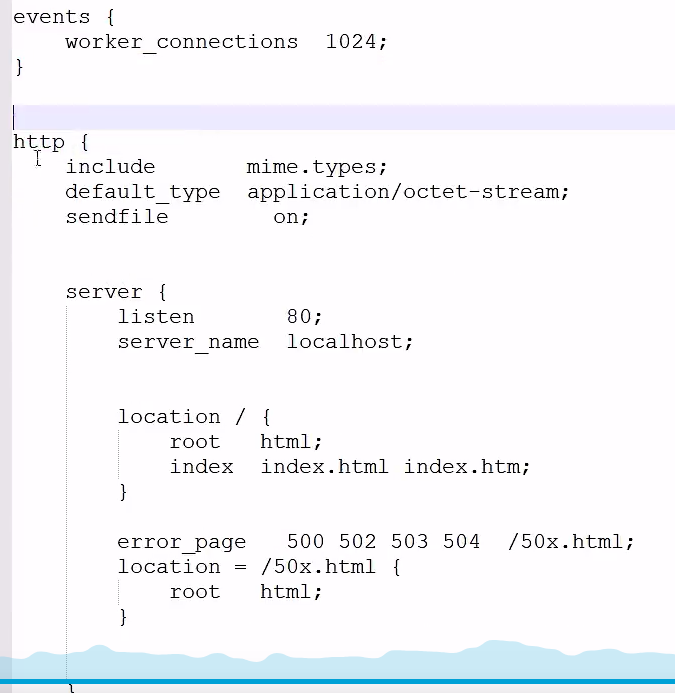 events {
    worker_connections  1024;
}
http {
    include       mime.types;
    default_type  application/octet-stream;
    sendfile        on;
    server {
        listen       80;
        server_name  localhost;
        location / {
            root   html;
            index  index.html index.htm;
        }
        error_page   500 502 503 504  /50x.html;
        location = /50x.html {
            root   html;
        }
    }